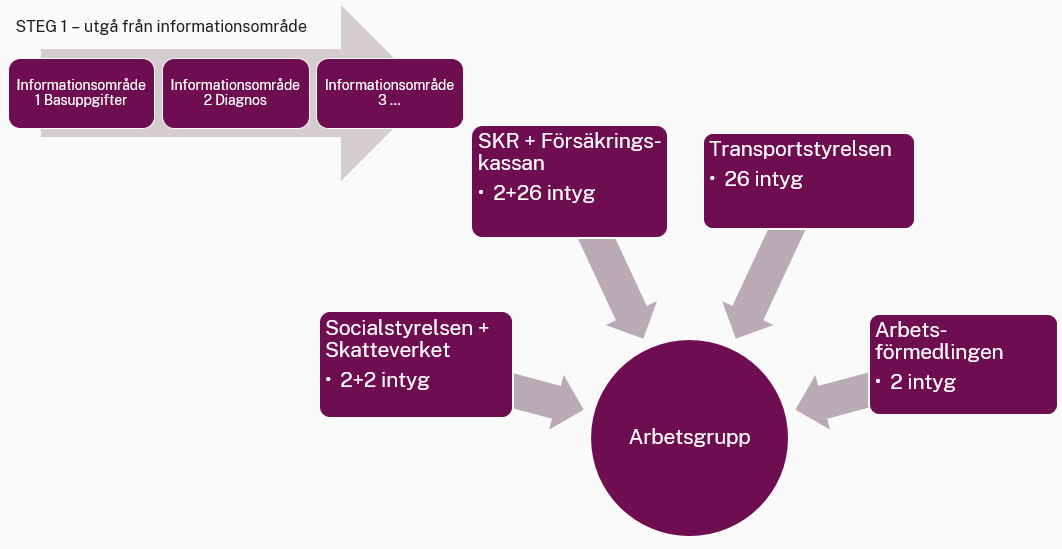 STEG 1 – utgå från informationsområde
Informationsområde
1 Basuppgifter
Informationsområde
2 Diagnos
Informationsområde
3 ...
SKR + Försäkrings-
kassan
• 2+26 intyg
Transportstyrelsen
• 26 intyg
Socialstyrelsen +
Skatteverket
• 2+2 intyg
Arbets-
förmedlingen
• 2 intyg
Arbetsgrupp